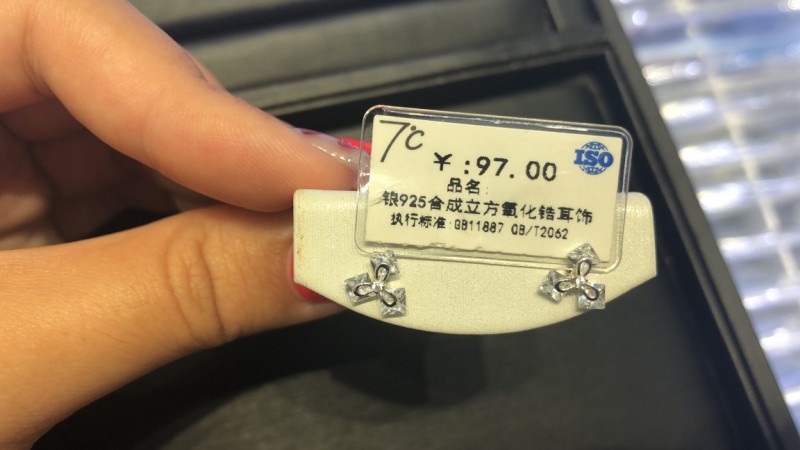 7℃
￥:97.00
ISO
品名:
银925合成立方氧化锆耳饰
执行标准:GB11887 QB/T2062